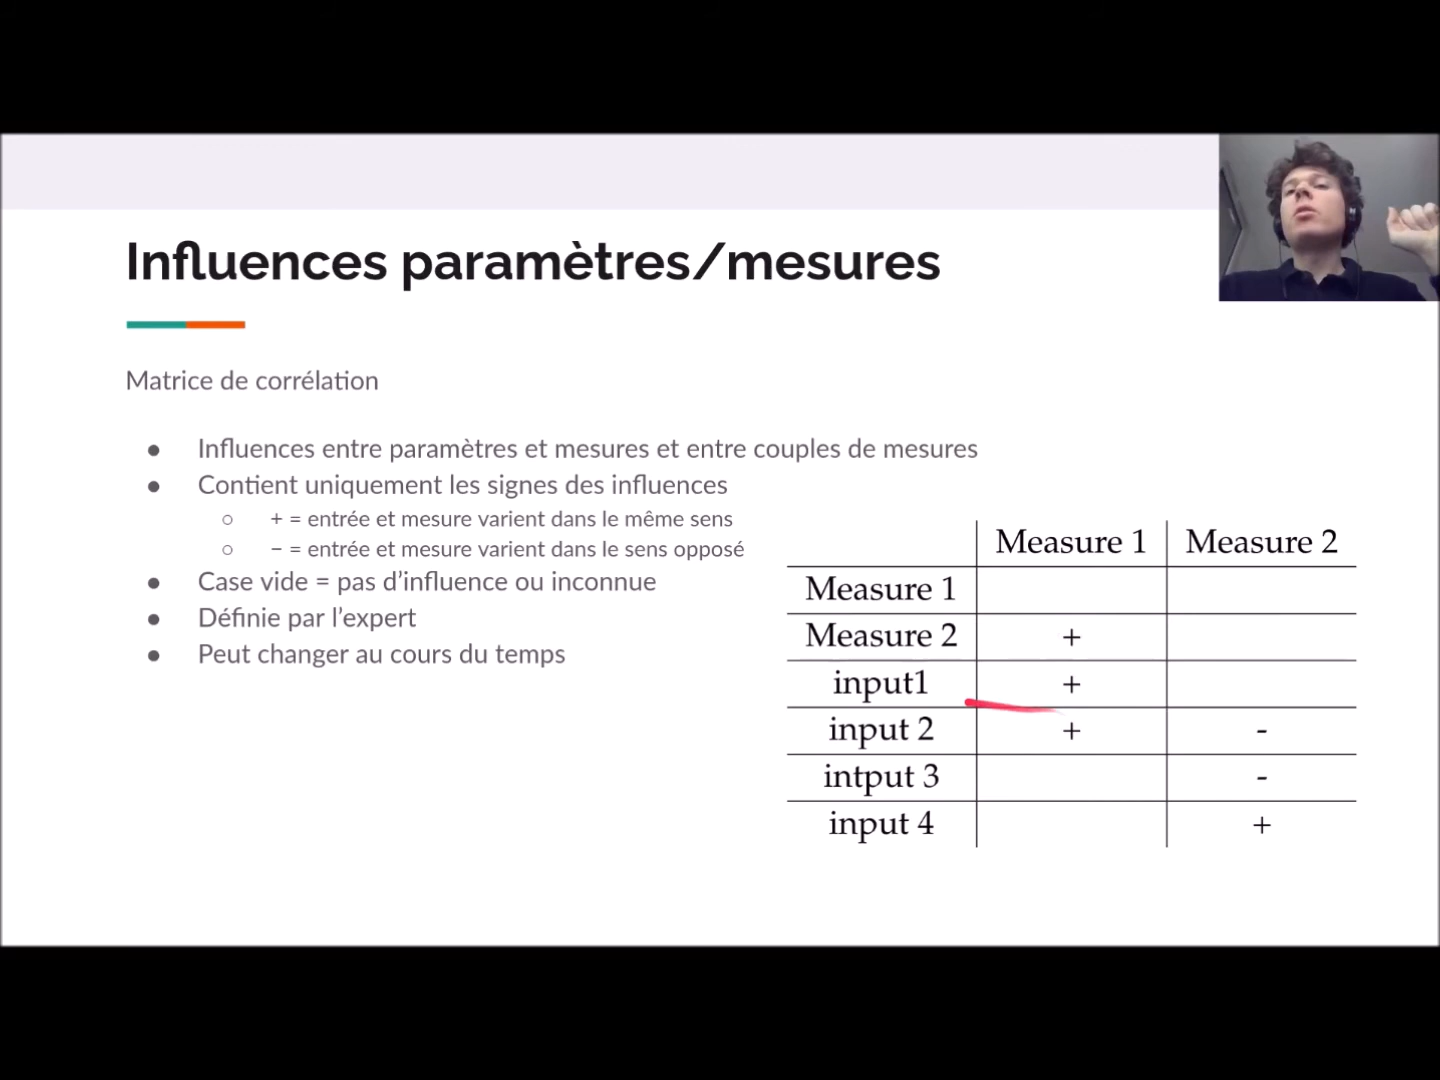 Influences paramètres/mesures
Matrice de corrélation
● Influences entre paramètres et mesures et entre couples de mesures
● Contient uniquement les signes des influences
○ + = entrée et mesure varient dans le même sens
○ − = entrée et mesure varient dans le sens opposé
● Case vide = pas d’influence ou inconnue
● Définie par l’expert
● Peut changer au cours du temps
Measure 1 Measure 2
Measure 1
Measure 2 +
input1 +
input 2 + -
intput 3 -
input 4 +